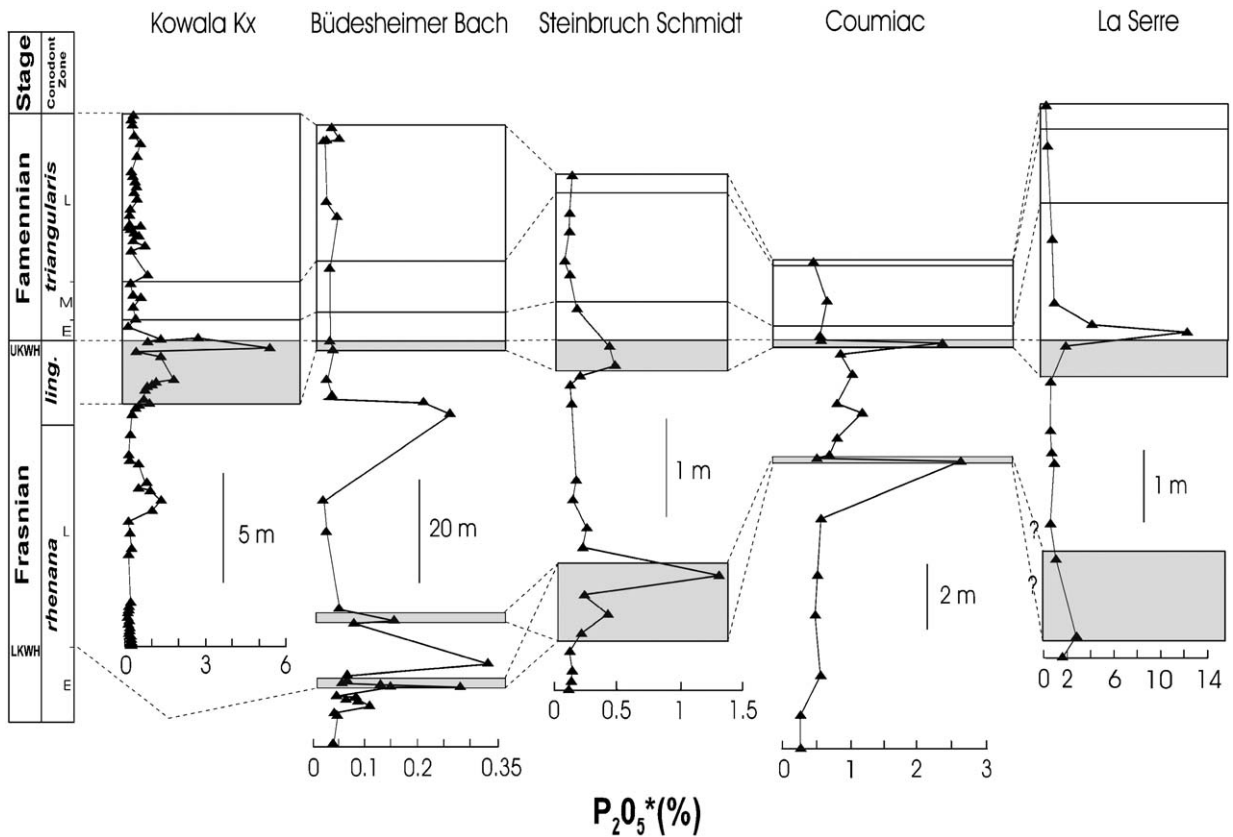 Kowala Kx
Büdesheimer Bach
Steinbruch Schmidt
Coumiac
La Serre
Stage
Conodont Zone
Famennian
Frasnian
triangularis
ling.
rhenana
L
M
E
UKWH
L
LKWH
E
5 m
20 m
1 m
2 m
1 m
?
?
0 3 6
0 0.1 0.2 0.35
0 0.5 1 1.5
0 1 2 3
0 2 6 10 14
P₂O₅*(%)